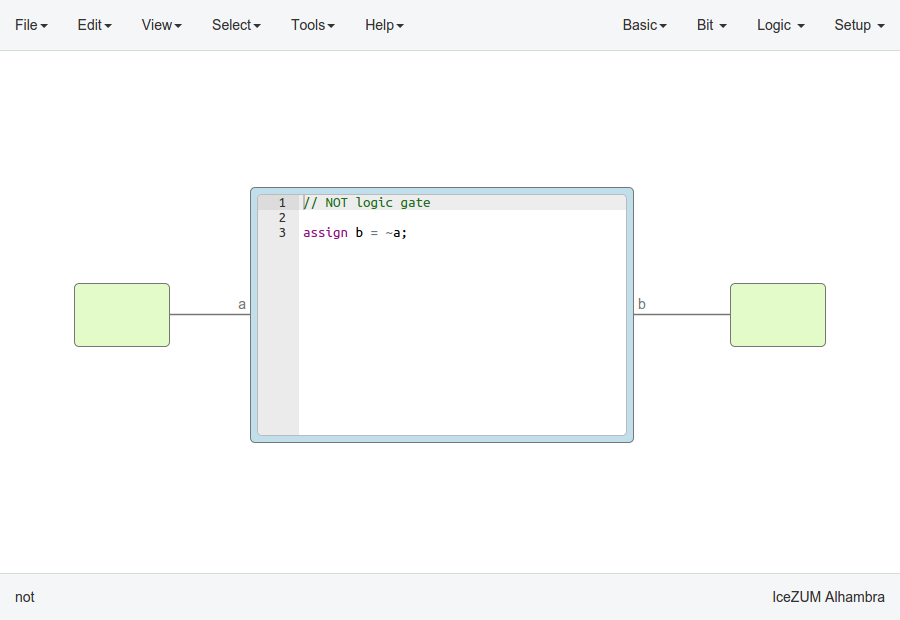 File Edit View Select Tools Help Basic Bit Logic Setup
1 // NOT logic gate
2
3 assign b = ~a;
a
b
not
IceZUM Alhambra